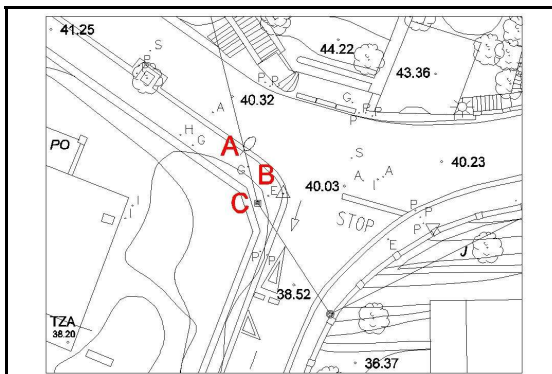 41.25
S
P
44.22
P P
43.36
40.32
G
P P
P
A
H
G
A
S
40.23
G
B
A
A
I
PO
E
40.03
C
P
P
I
I
STOP
P
E
J
P
P
38.52
TZA
38.20
36.37